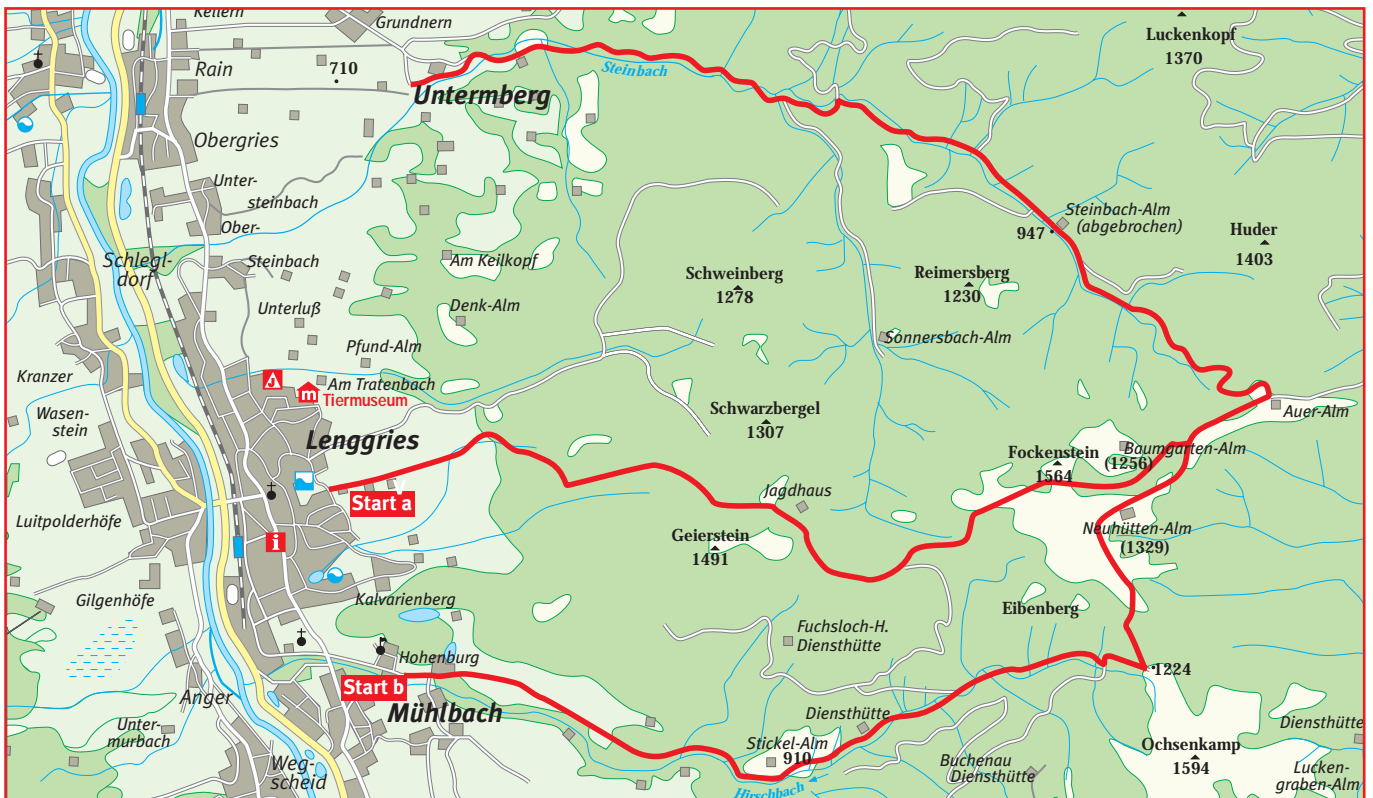 Kellern
Grundnern
Luckenkopf
1370
Rain
710
Steinbach
Untermberg
Obergries
Unter-
steinbach
Ober-
Steinbach
Steinbach-Alm
(abgebrochen)
947
Huder
1403
Schlegl-
dorf
Am Keilkopf
Schweinberg
1278
Reimersberg
1230
Unterluß
Denk-Alm
Sonnersbach-Alm
Pfund-Alm
Kranzer
Am Tratenbach
m
Tiermuseum
Wasen-
stein
Schwarzbergel
1307
Auer-Alm
Lenggries
Fockenstein
1564
Baumgarten-Alm
(1256)
Start a
Jagdhaus
Luitpolderhöfe
Neuhütten-Alm
(1329)
i
Geierstein
1491
Gilgenhöfe
Kalvarienberg
Eibenberg
Fuchsloch-H.
Diensthütte
Hohenburg
1224
Start b
Anger
Mühlbach
Unter-
murbach
Diensthütte
Diensthütte
Stickel-Alm
910
Ochsenkamp
1594
Weg-
scheid
Buchenau
Diensthütte
Lucken-
graben-Alm
Hirschbach